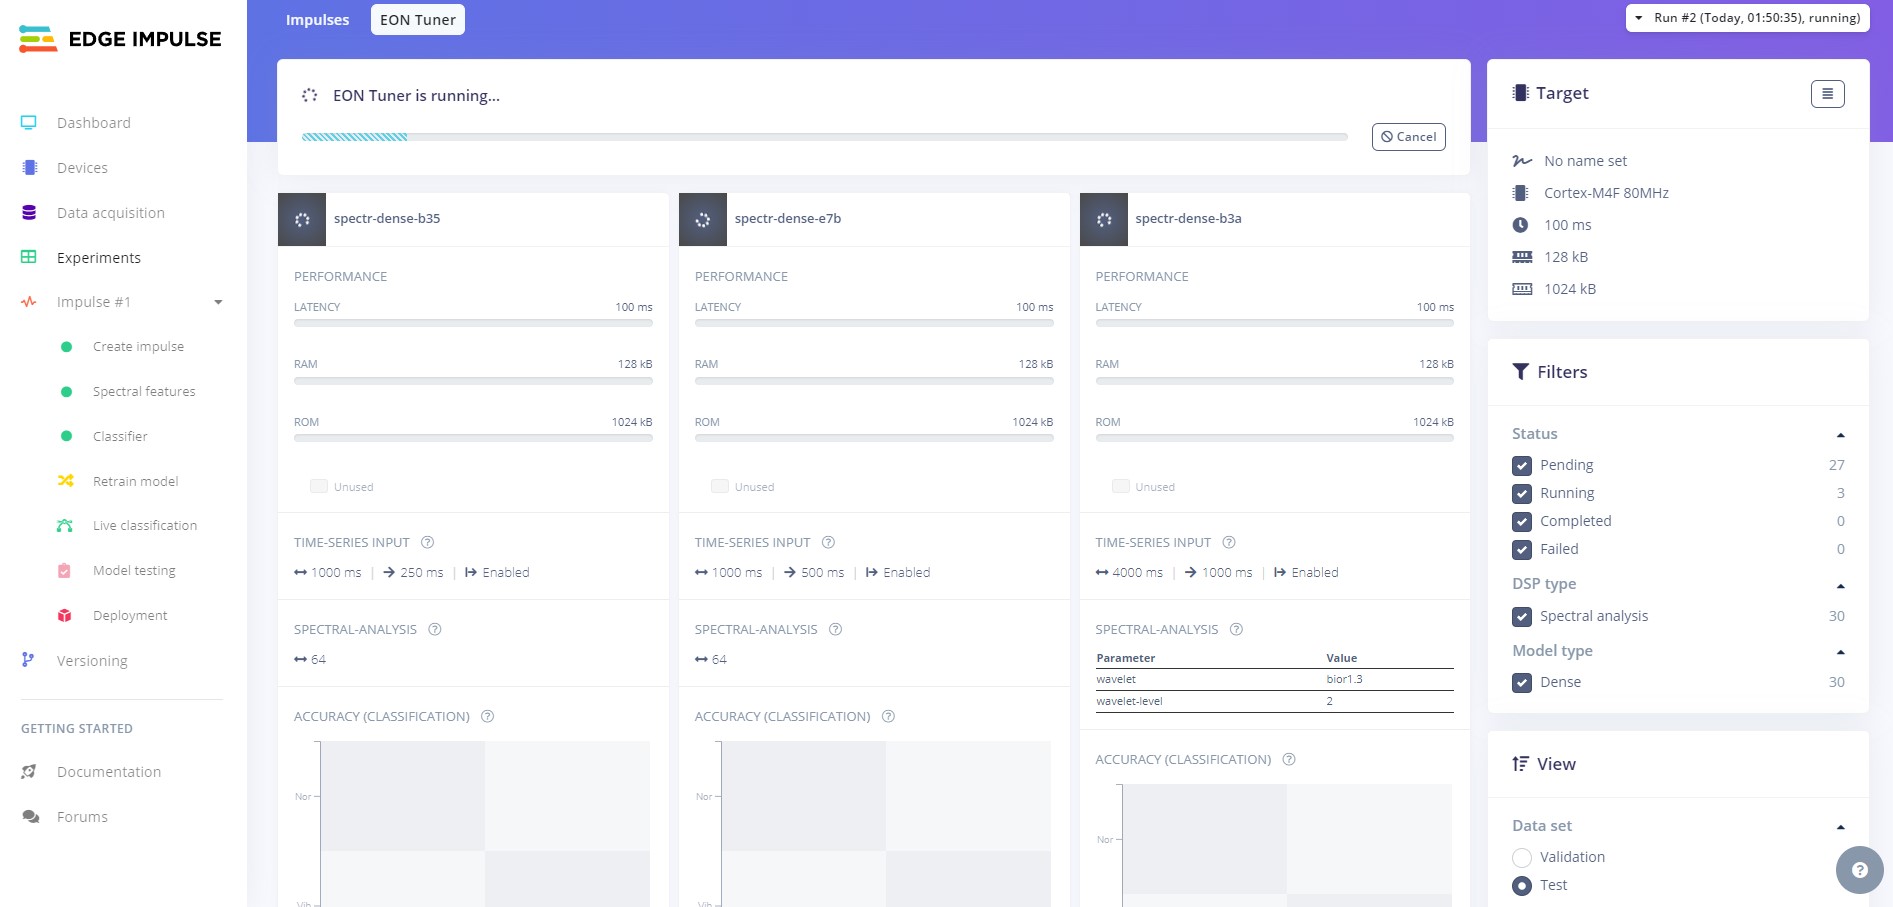 EDGE IMPULSE
Dashboard
Devices
Data acquisition
Experiments
Impulse #1
Create impulse
Spectral features
Classifier
Retrain model
Live classification
Model testing
Deployment
Versioning
GETTING STARTED
Documentation
Forums
Impulses EON Tuner
Run #2 (Today, 01:50:35), running)
EON Tuner is running...
Cancel
spectr-dense-b35
PERFORMANCE
LATENCY 100 ms
RAM 128 kB
ROM 1024 kB
Unused
TIME-SERIES INPUT
1000 ms | 250 ms | Enabled
SPECTRAL-ANALYSIS
64
ACCURACY (CLASSIFICATION)
Nor
Vib
spectr-dense-e7b
PERFORMANCE
LATENCY 100 ms
RAM 128 kB
ROM 1024 kB
Unused
TIME-SERIES INPUT
1000 ms | 500 ms | Enabled
SPECTRAL-ANALYSIS
64
ACCURACY (CLASSIFICATION)
Nor
Vib
spectr-dense-b3a
PERFORMANCE
LATENCY 100 ms
RAM 128 kB
ROM 1024 kB
Unused
TIME-SERIES INPUT
4000 ms | 1000 ms | Enabled
SPECTRAL-ANALYSIS
Parameter Value
wavelet bior1.3
wavelet-level 2
ACCURACY (CLASSIFICATION)
Nor
Target
No name set
Cortex-M4F 80MHz
100 ms
128 kB
1024 kB
Filters
Status
Pending 27
Running 3
Completed 0
Failed 0
DSP type
Spectral analysis 30
Model type
Dense 30
View
Data set
Validation
Test